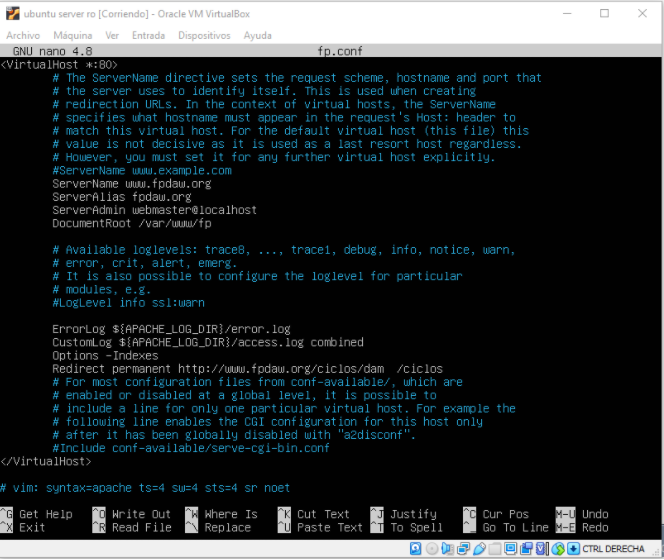 ubuntu server ro [Corriendo] - Oracle VM VirtualBox
Archivo Máquina Ver Entrada Dispositivos Ayuda
GNU nano 4.8 fp.conf
<VirtualHost *:80>
# The ServerName directive sets the request scheme, hostname and port that
# the server uses to identify itself. This is used when creating
# redirection URLs. In the context of virtual hosts, the ServerName
# specifies what hostname must appear in the request's Host: header to
# match this virtual host. For the default virtual host (this file) this
# value is not decisive as it is used as a last resort host regardless.
# However, you must set it for any further virtual host explicitly.
#ServerName www.example.com
ServerName www.fpdaw.org
ServerAlias fpdaw.org
ServerAdmin webmaster@localhost
DocumentRoot /var/www/fp
# Available loglevels: trace8, ..., trace1, debug, info, notice, warn,
# error, crit, alert, emerg.
# It is also possible to configure the loglevel for particular
# modules, e.g.
#LogLevel info ssl:warn
ErrorLog ${APACHE_LOG_DIR}/error.log
CustomLog ${APACHE_LOG_DIR}/access.log combined
Options -Indexes
Redirect permanent http://www.fpdaw.org/ciclos/dam /ciclos
# For most configuration files from conf-available/, which are
# enabled or disabled at a global level, it is possible to
# include a line for only one particular virtual host. For example the
# following line enables the CGI configuration for this host only
# after it has been globally disabled with "a2disconf".
#Include conf-available/serve-cgi-bin.conf
</VirtualHost>
# vim: syntax=apache ts=4 sw=4 sts=4 sr noet
^G Get Help ^O Write Out ^W Where Is ^K Cut Text ^J Justify ^C Cur Pos M-U Undo
^X Exit ^R Read File ^\ Replace ^U Paste Text ^T To Spell ^_ Go To Line M-E Redo
CTRL DERECHA